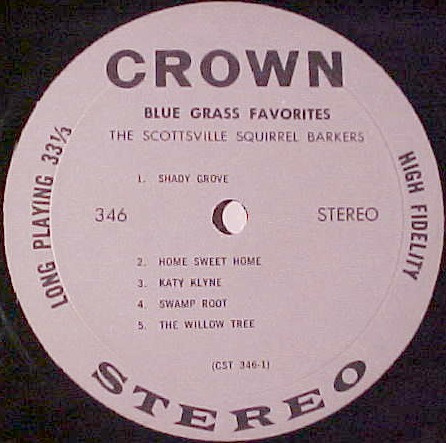 CROWN
BLUE GRASS FAVORITES
THE SCOTTSVILLE SQUIRREL BARKERS
LONG PLAYING 33⅓
HIGH FIDELITY
1. SHADY GROVE
346
STEREO
2. HOME SWEET HOME
3. KATY KLYNE
4. SWAMP ROOT
5. THE WILLOW TREE
(CST 346-1)
STEREO